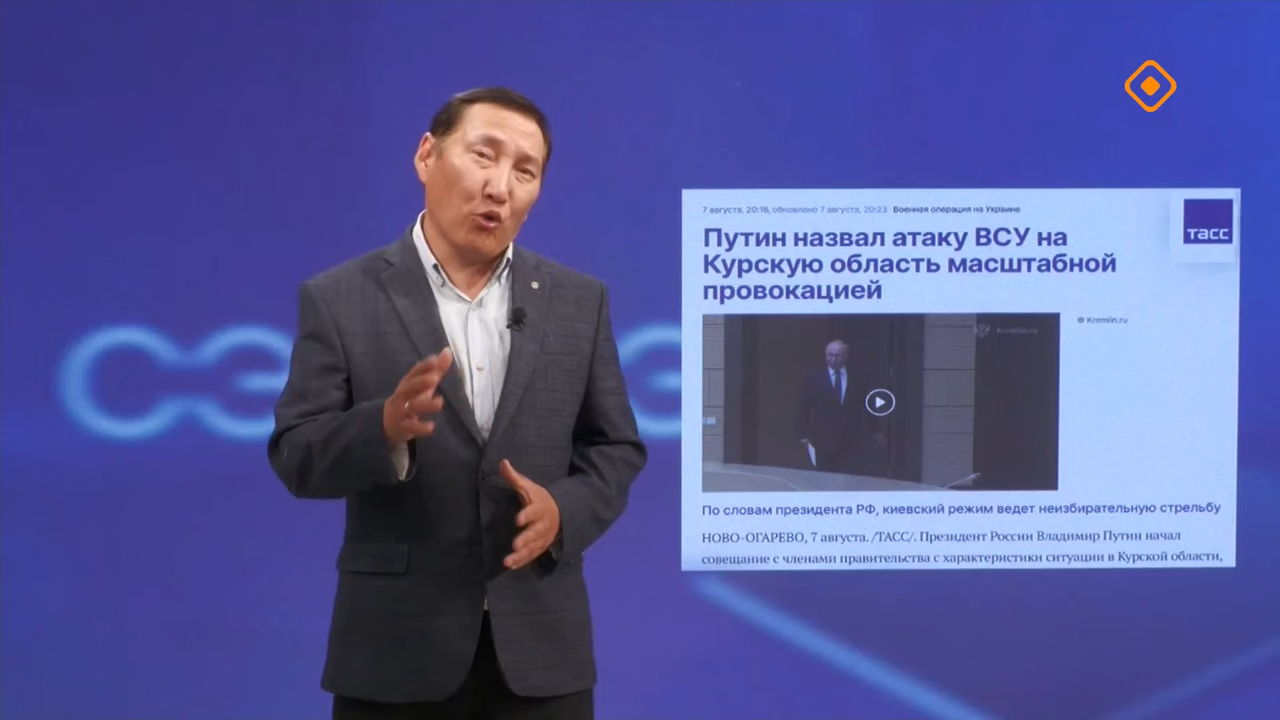 7 августа, 20:16, обновлено 7 августа, 20:23 Военная операция на Украине
тасс
Путин назвал атаку ВСУ на
Курскую область масштабной
провокацией
Kremlin.ru
kremlin.ru
По словам президента РФ, киевский режим ведет неизбирательную стрельбу
НОВО-ОГАРЕВО, 7 августа. /ТАСС/. Президент России Владимир Путин начал
совещание с членами правительства с характеристики ситуации в Курской области,